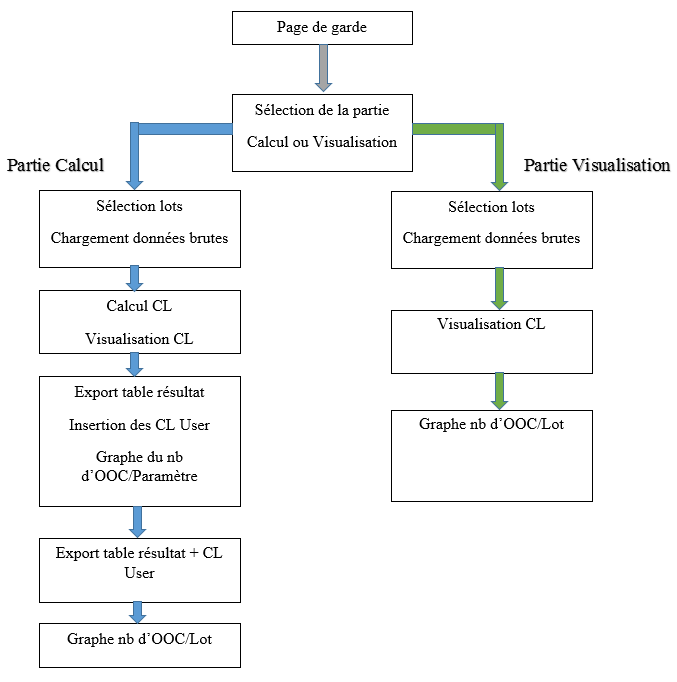 Page de garde
Sélection de la partie
Calcul ou Visualisation
Partie Calcul
Sélection lots
Chargement données brutes
Calcul CL
Visualisation CL
Export table résultat
Insertion des CL User
Graphe du nb
d’OOC/Paramètre
Export table résultat + CL
User
Graphe nb d’OOC/Lot
Partie Visualisation
Sélection lots
Chargement données brutes
Visualisation CL
Graphe nb d’OOC/Lot